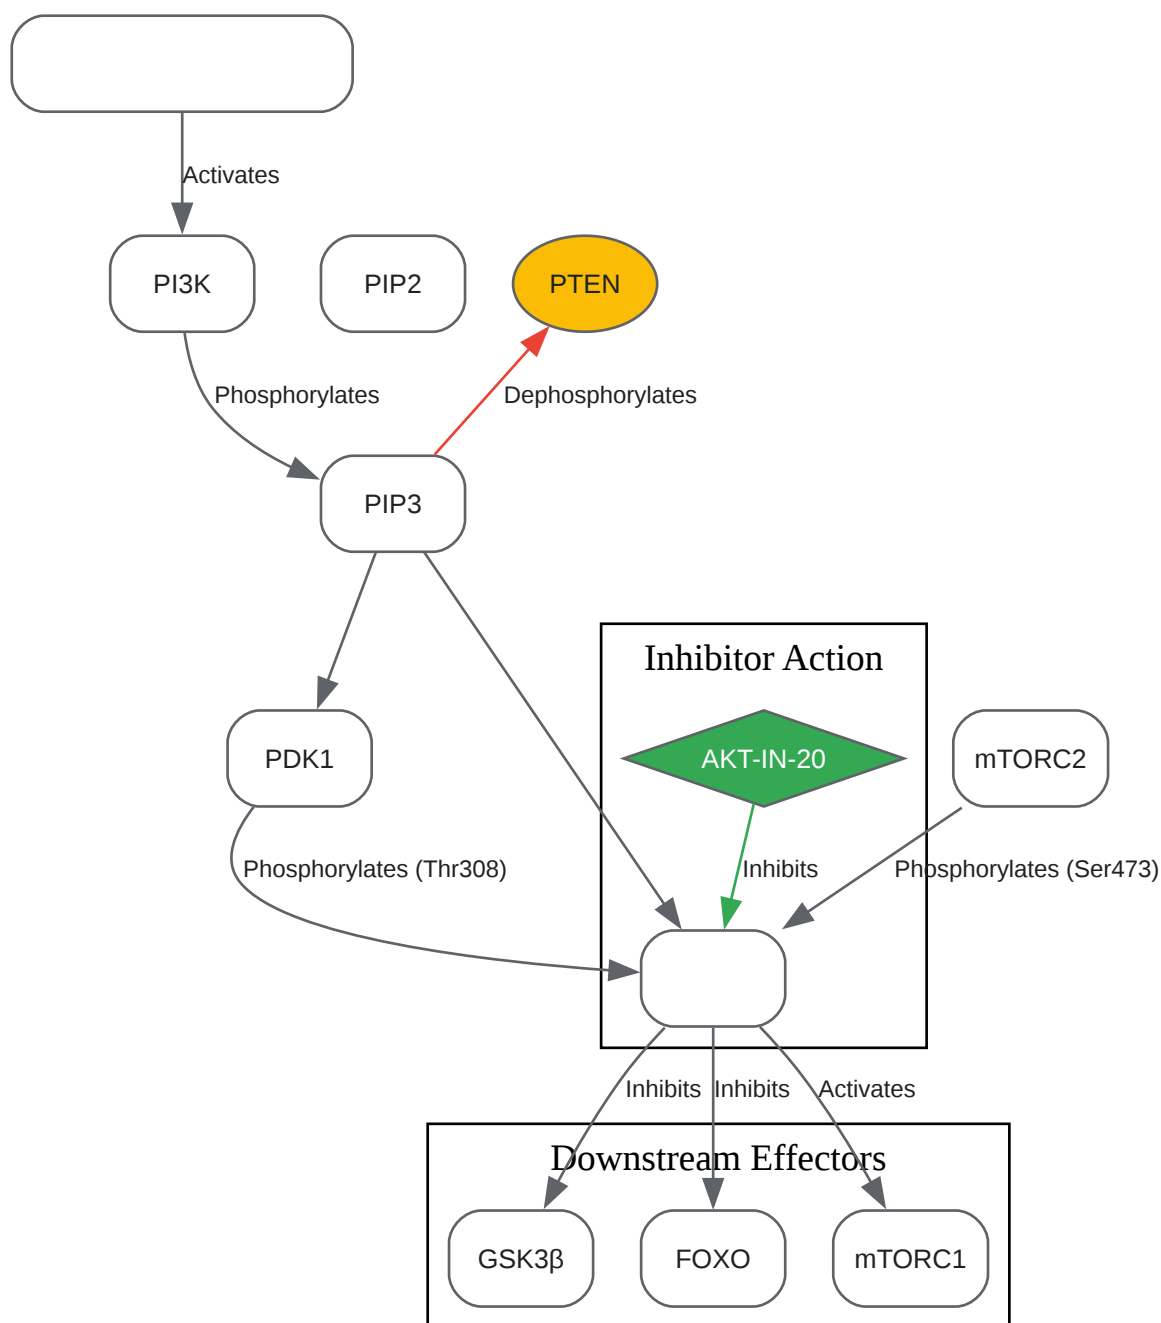 Activates
PI3K
PIP2
PTEN
Phosphorylates
Dephosphorylates
PIP3
Inhibitor Action
PDK1
AKT-IN-20
mTORC2
Phosphorylates (Thr308)
Inhibits
Phosphorylates (Ser473)
Inhibits
Inhibits
Activates
Downstream Effectors
GSK3β
FOXO
mTORC1